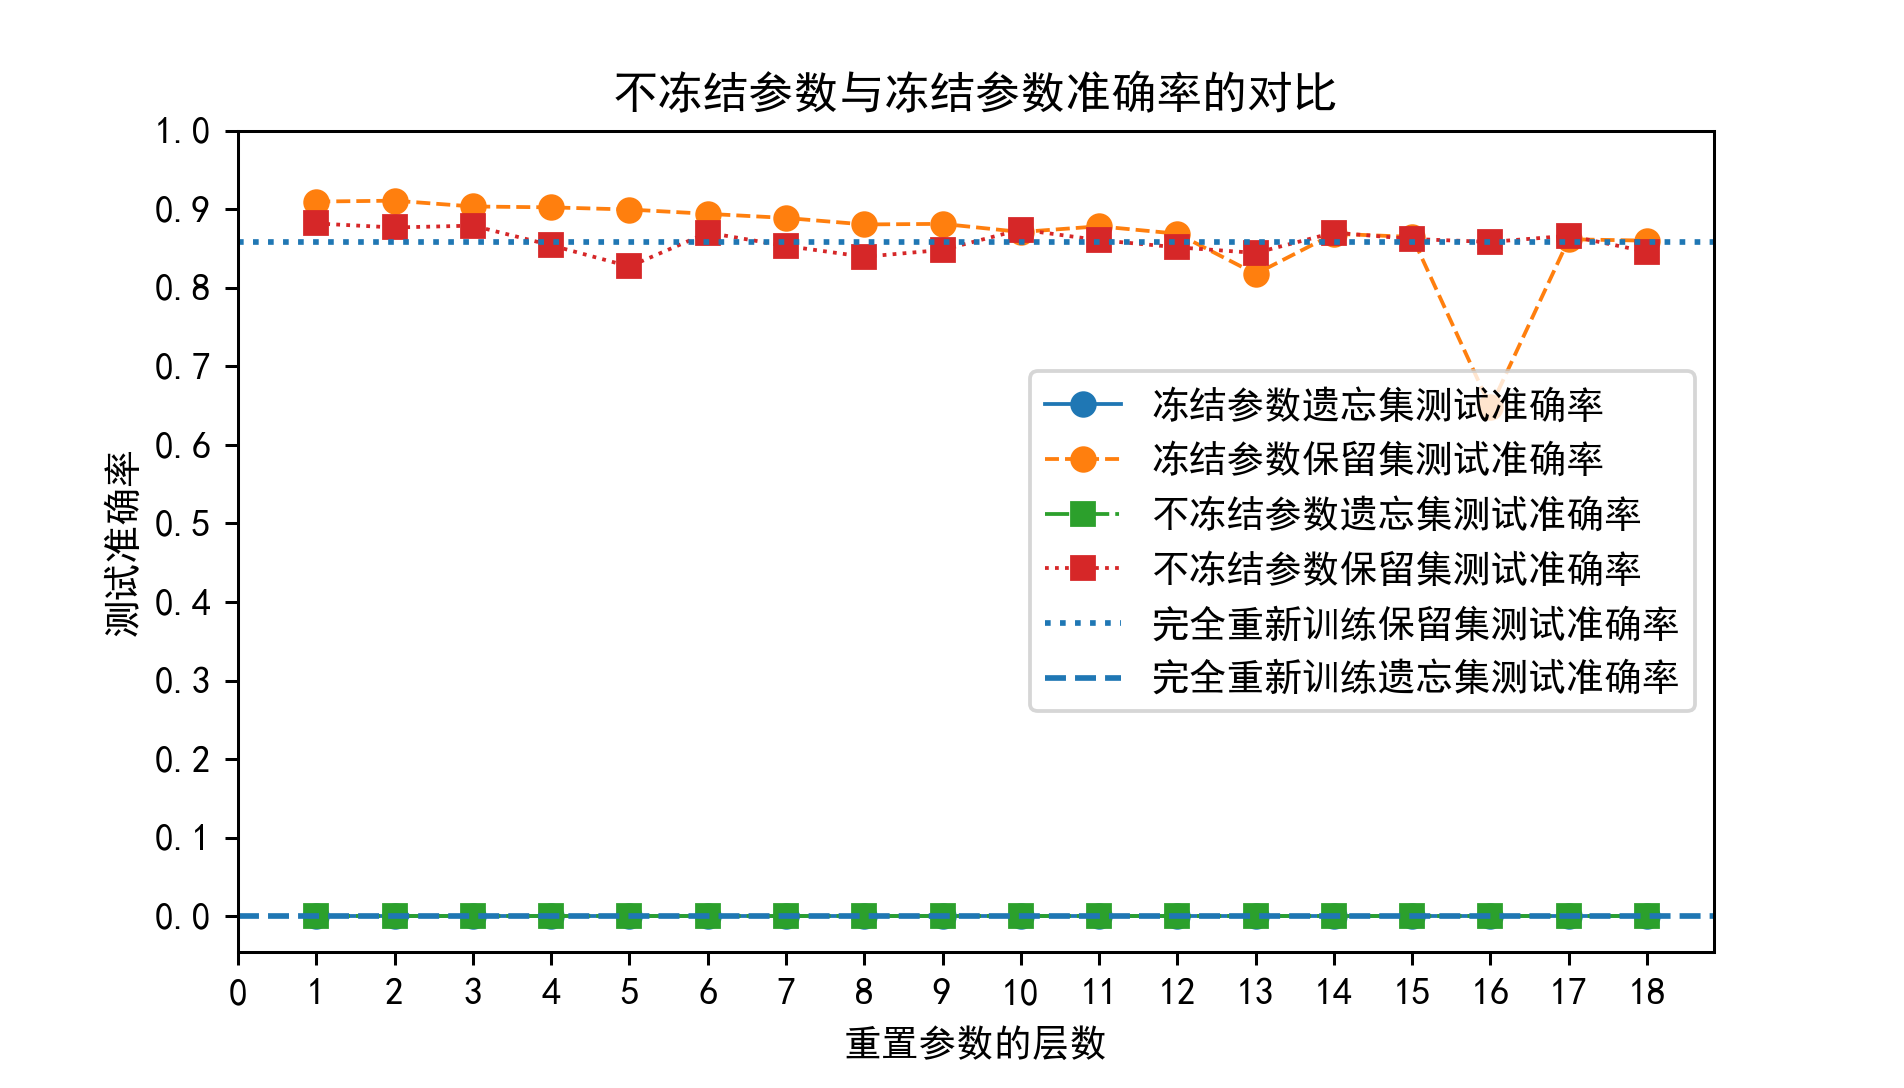 不冻结参数与冻结参数准确率的对比
1.0
0.9
0.8
0.7
0.6
0.5
0.4
0.3
0.2
0.1
0.0
测试准确率
冻结参数遗忘集测试准确率
冻结参数保留集测试准确率
不冻结参数遗忘集测试准确率
不冻结参数保留集测试准确率
完全重新训练保留集测试准确率
完全重新训练遗忘集测试准确率
0 1 2 3 4 5 6 7 8 9 10 11 12 13 14 15 16 17 18
重置参数的层数